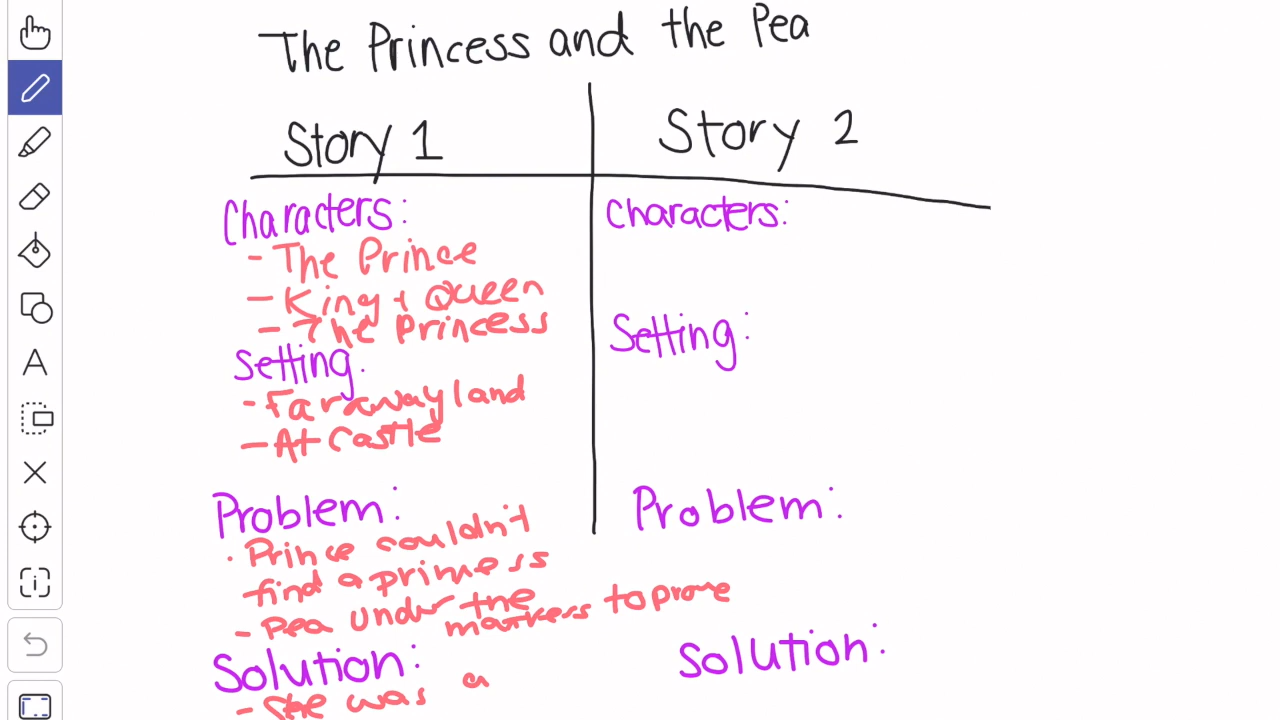 The Princess and the Pea
Story 1
Story 2
Characters:
- The Prince
- King + Queen
- The Princess
Setting:
- Far away land
- At Castle
Problem:
· Prince couldn't
find a princess
- Pea under the
mattress to prove
Solution:
- She was a
Characters:
Setting:
Problem:
Solution:
A
i